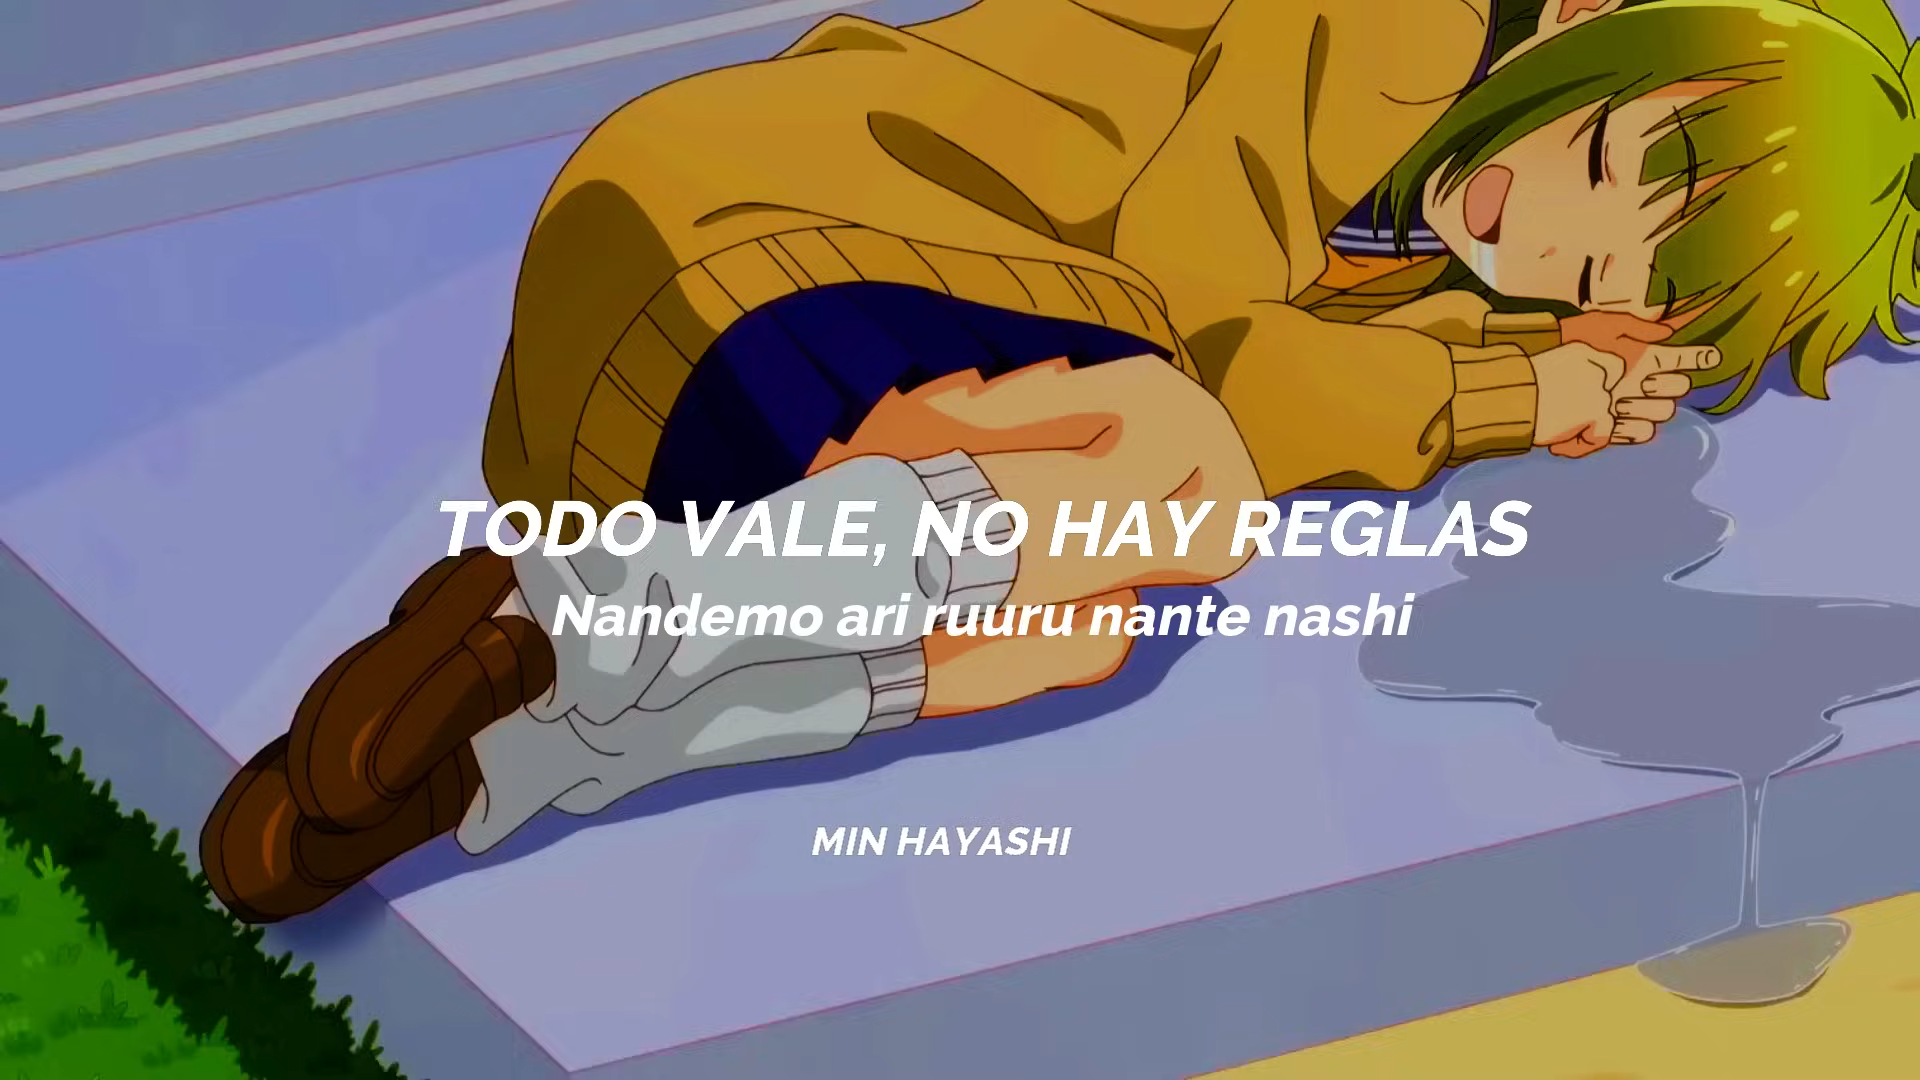 TODO VALE, NO HAY REGLAS
Nandemo ari ruuru nante nashi
MIN HAYASHI